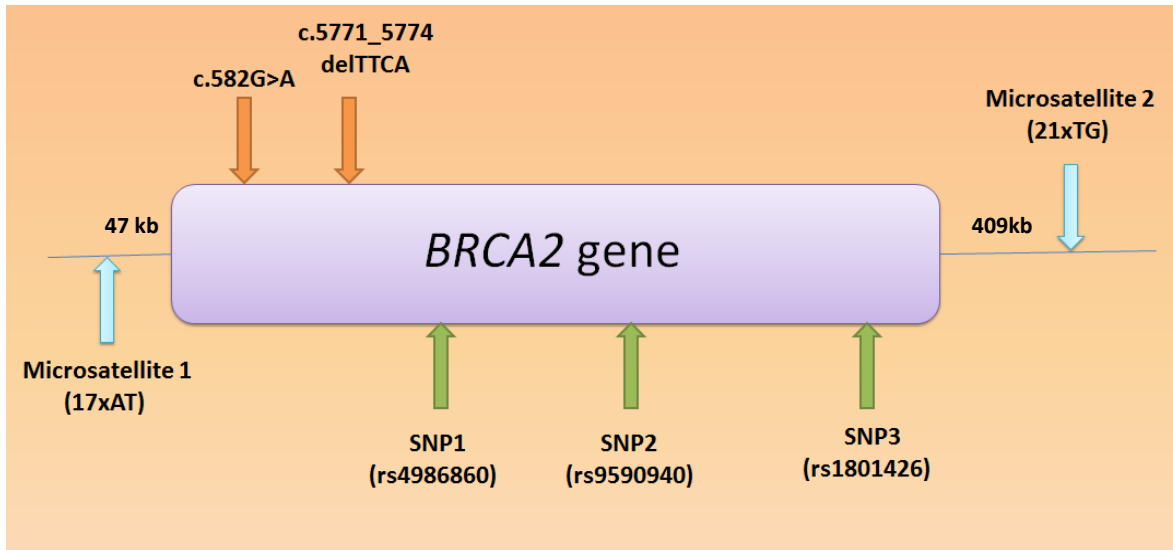 c.582G>A
c.5771_5774
delTTCA
Microsatellite 2
(21xTG)
47 kb
BRCA2 gene
409kb
Microsatellite 1
(17xAT)
SNP1
(rs4986860)
SNP2
(rs9590940)
SNP3
(rs1801426)